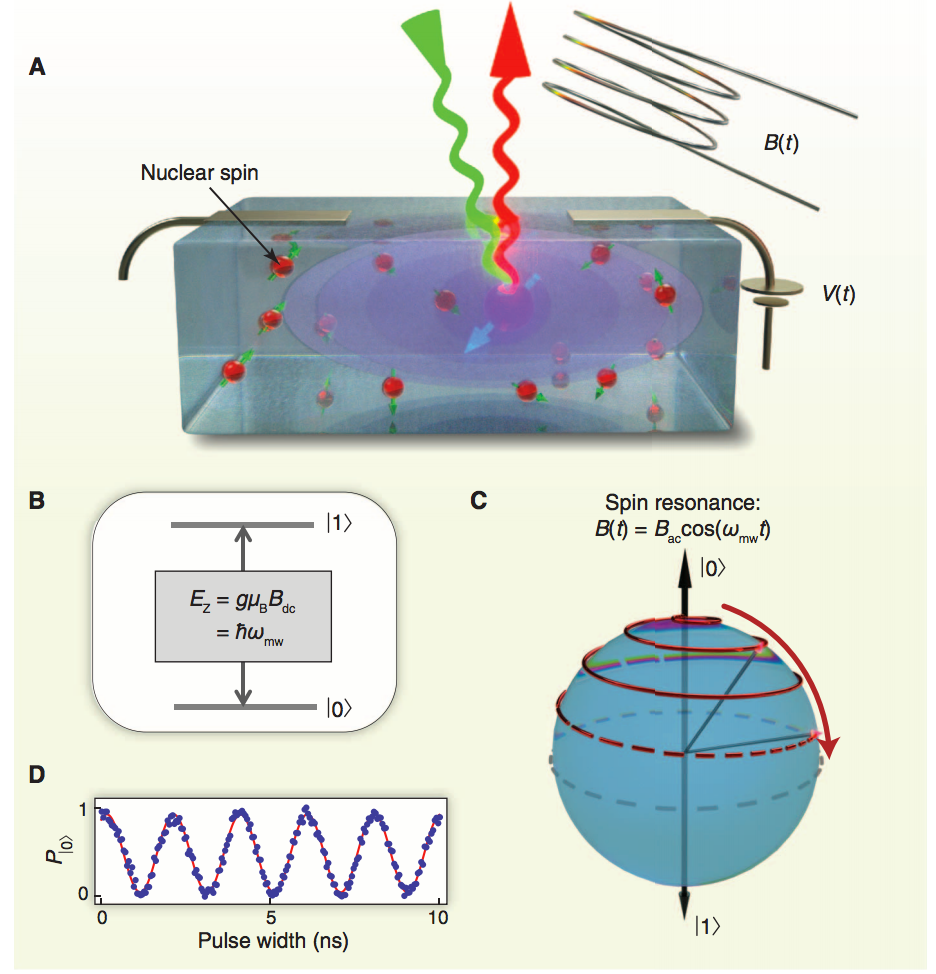 A
Nuclear spin
B(t)
V(t)
B
|1⟩
E_Z = gμ_B B_dc
= ħω_mw
|0⟩
C
Spin resonance:
B(t) = B_ac cos(ω_mw t)
|0⟩
|1⟩
D
P_|0⟩
1
0
0 5 10
Pulse width (ns)